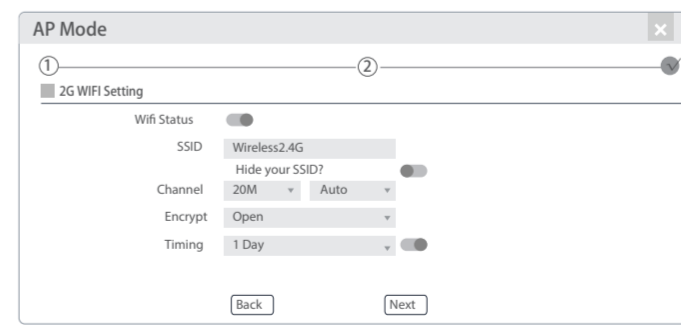 AP Mode
1 2
2G WIFI Setting
Wifi Status
SSID Wireless2.4G
Hide your SSID?
Channel 20M Auto
Encrypt Open
Timing 1 Day
Back Next